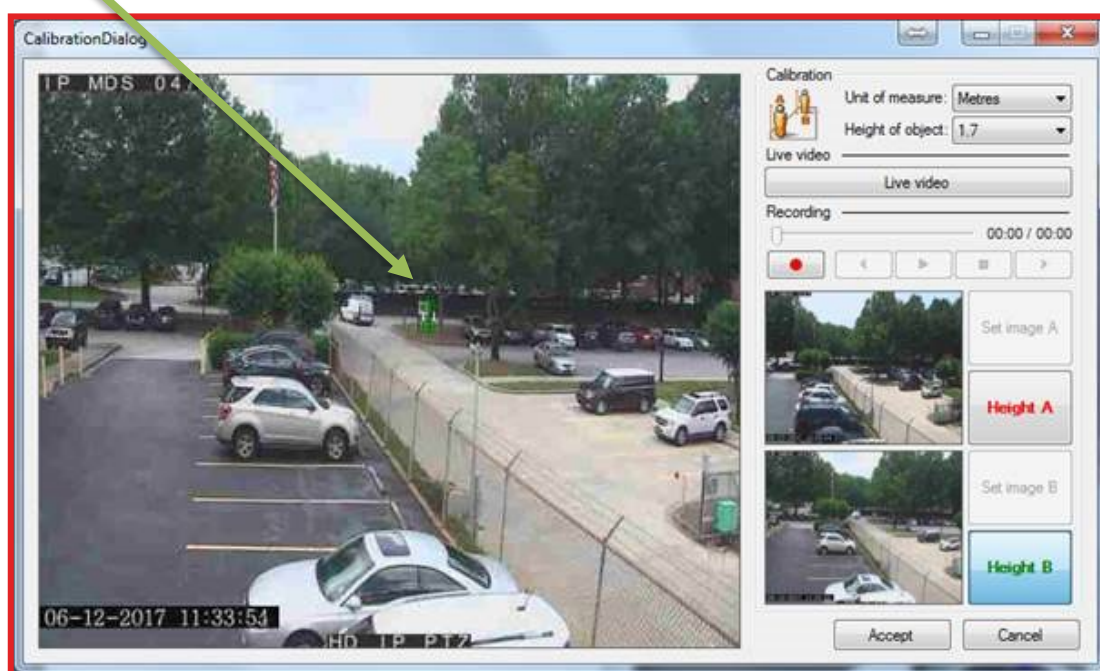 CalibrationDialog
IP MDS 047
06-12-2017 11:33:54
HD IP PTZ
Calibration
Unit of measure: Metres
Height of object: 1.7
Live video
Live video
Recording
00:00 / 00:00
Set image A
Height A
Set image B
Height B
Accept
Cancel